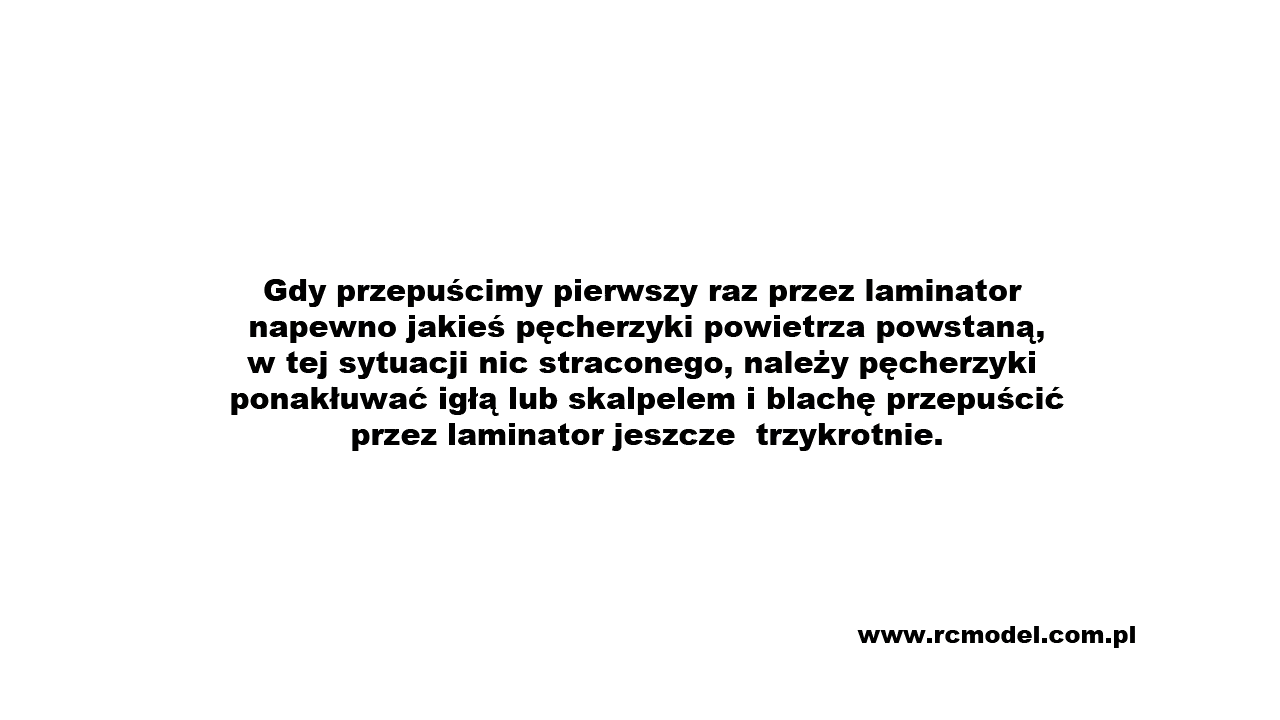 Gdy przepuścimy pierwszy raz przez laminator
napewno jakieś pęcherzyki powietrza powstaną,
w tej sytuacji nic straconego, należy pęcherzyki
ponakłuwać igłą lub skalpelem i blachę przepuścić
przez laminator jeszcze  trzykrotnie.
www.rcmodel.com.pl